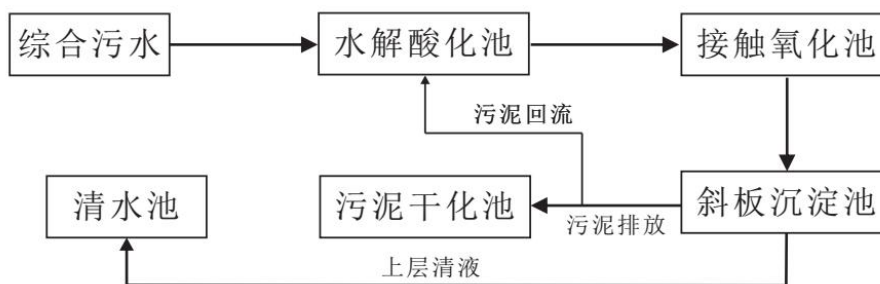 综合污水
水解酸化池
接触氧化池
污泥回流
清水池
污泥干化池
斜板沉淀池
污泥排放
上层清液